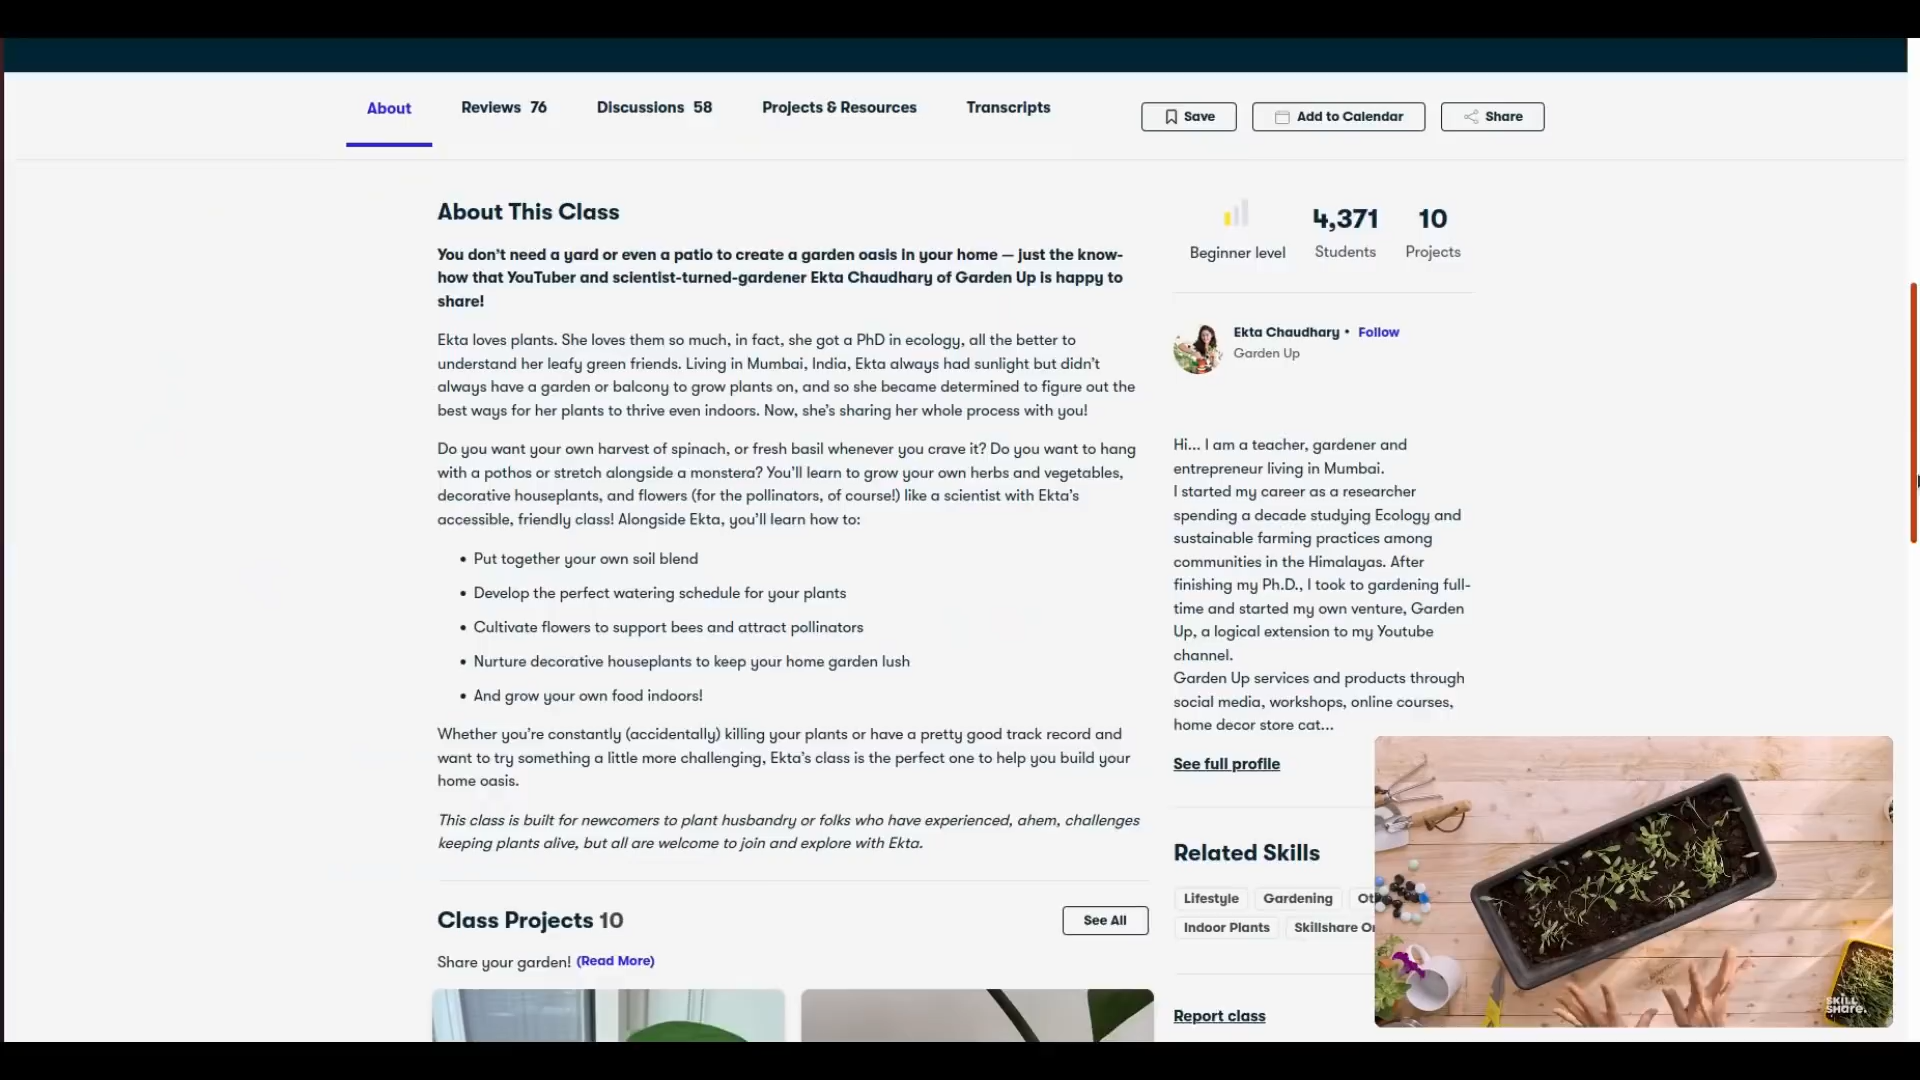 About
Reviews 76
Discussions 58
Projects & Resources
Transcripts
Save
Add to Calendar
Share
About This Class
You don't need a yard or even a patio to create a garden oasis in your home — just the know-
how that YouTuber and scientist-turned-gardener Ekta Chaudhary of Garden Up is happy to
share!
Ekta loves plants. She loves them so much, in fact, she got a PhD in ecology, all the better to
understand her leafy green friends. Living in Mumbai, India, Ekta always had sunlight but didn't
always have a garden or balcony to grow plants on, and so she became determined to figure out the
best ways for her plants to thrive even indoors. Now, she's sharing her whole process with you!
Do you want your own harvest of spinach, or fresh basil whenever you crave it? Do you want to hang
with a pothos or stretch alongside a monstera? You'll learn to grow your own herbs and vegetables,
decorative houseplants, and flowers (for the pollinators, of course!) like a scientist with Ekta's
accessible, friendly class! Alongside Ekta, you'll learn how to:
• Put together your own soil blend
• Develop the perfect watering schedule for your plants
• Cultivate flowers to support bees and attract pollinators
• Nurture decorative houseplants to keep your home garden lush
• And grow your own food indoors!
Whether you're constantly (accidentally) killing your plants or have a pretty good track record and
want to try something a little more challenging, Ekta's class is the perfect one to help you build your
home oasis.
This class is built for newcomers to plant husbandry or folks who have experienced, ahem, challenges
keeping plants alive, but all are welcome to join and explore with Ekta.
Class Projects 10
See All
Share your garden! (Read More)
4,371
10
Beginner level
Students
Projects
Ekta Chaudhary • Follow
Garden Up
Hi... I am a teacher, gardener and
entrepreneur living in Mumbai.
I started my career as a researcher
spending a decade studying Ecology and
sustainable farming practices among
communities in the Himalayas. After
finishing my Ph.D., I took to gardening full-
time and started my own venture, Garden
Up, a logical extension to my Youtube
channel.
Garden Up services and products through
social media, workshops, online courses,
home decor store cat...
See full profile
Related Skills
Lifestyle
Gardening
Indoor Plants
Skillshare
Report class
SKILL
SHARE.